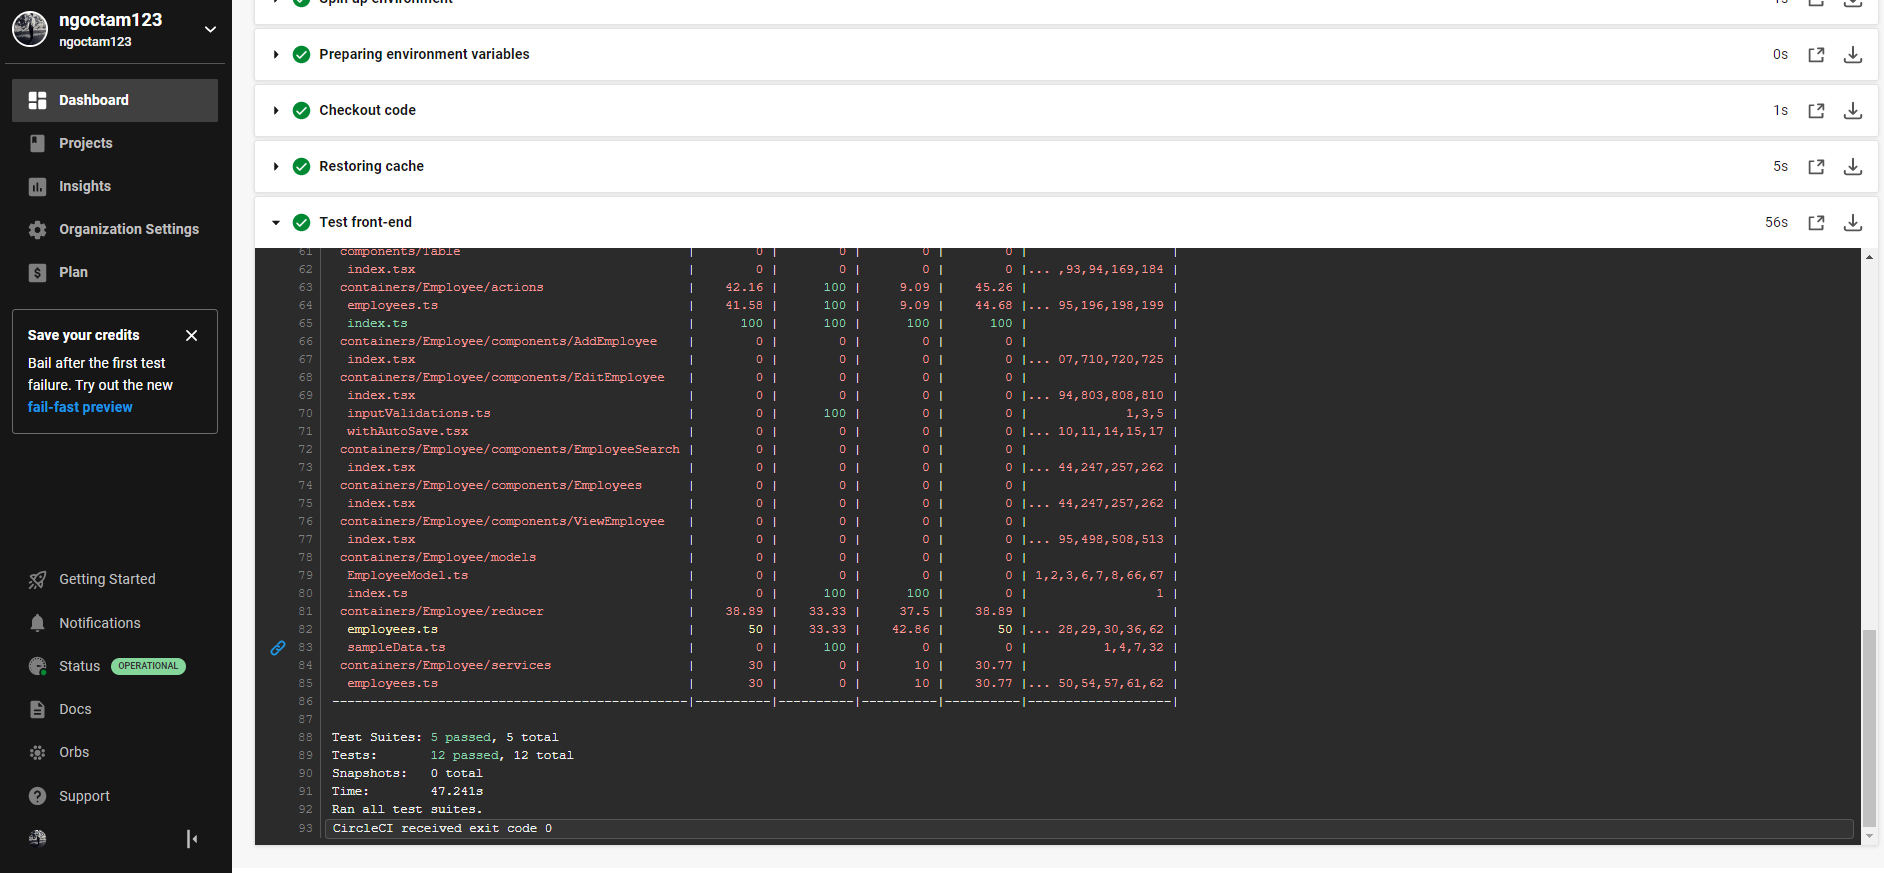 ngoctam123
ngoctam123
Dashboard
Projects
Insights
Organization Settings
Plan
Save your credits
Bail after the first test
failure. Try out the new
fail-fast preview
Getting Started
Notifications
Status OPERATIONAL
Docs
Orbs
Support
Spin up environment 1s
Preparing environment variables 0s
Checkout code 1s
Restoring cache 5s
Test front-end 56s
61 components/Table | 0 | 0 | 0 | 0 | |
62 index.tsx | 0 | 0 | 0 | 0 |... ,93,94,169,184 |
63 containers/Employee/actions | 42.16 | 100 | 9.09 | 45.26 | |
64 employees.ts | 41.58 | 100 | 9.09 | 44.68 |... 95,196,198,199 |
65 index.ts | 100 | 100 | 100 | 100 | |
66 containers/Employee/components/AddEmployee | 0 | 0 | 0 | 0 | |
67 index.tsx | 0 | 0 | 0 | 0 |... 07,710,720,725 |
68 containers/Employee/components/EditEmployee | 0 | 0 | 0 | 0 | |
69 index.tsx | 0 | 0 | 0 | 0 |... 94,803,808,810 |
70 inputValidations.ts | 0 | 100 | 0 | 0 | 1,3,5 |
71 withAutoSave.tsx | 0 | 0 | 0 | 0 |... 10,11,14,15,17 |
72 containers/Employee/components/EmployeeSearch | 0 | 0 | 0 | 0 | |
73 index.tsx | 0 | 0 | 0 | 0 |... 44,247,257,262 |
74 containers/Employee/components/Employees | 0 | 0 | 0 | 0 | |
75 index.tsx | 0 | 0 | 0 | 0 |... 44,247,257,262 |
76 containers/Employee/components/ViewEmployee | 0 | 0 | 0 | 0 | |
77 index.tsx | 0 | 0 | 0 | 0 |... 95,498,508,513 |
78 containers/Employee/models | 0 | 0 | 0 | 0 | |
79 EmployeeModel.ts | 0 | 0 | 0 | 0 | 1,2,3,6,7,8,66,67 |
80 index.ts | 0 | 100 | 100 | 0 | 1 |
81 containers/Employee/reducer | 38.89 | 33.33 | 37.5 | 38.89 | |
82 employees.ts | 50 | 33.33 | 42.86 | 50 |... 28,29,30,36,62 |
83 sampleData.ts | 0 | 100 | 0 | 0 | 1,4,7,32 |
84 containers/Employee/services | 30 | 0 | 10 | 30.77 | |
85 employees.ts | 30 | 0 | 10 | 30.77 |... 50,54,57,61,62 |
86 -----------------------------------------------|----------|----------|----------|----------|-------------------|
87
88 Test Suites: 5 passed, 5 total
89 Tests: 12 passed, 12 total
90 Snapshots: 0 total
91 Time: 47.241s
92 Ran all test suites.
93 CircleCI received exit code 0